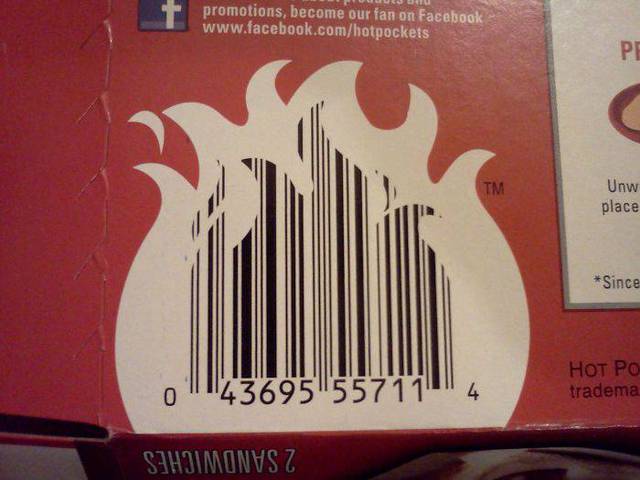 f
promotions, become our fan on Facebook
www.facebook.com/hotpockets
TM
Unw
place
*Since
0 43695 55711 4
HOT PO
tradema
2 SANDWICHES